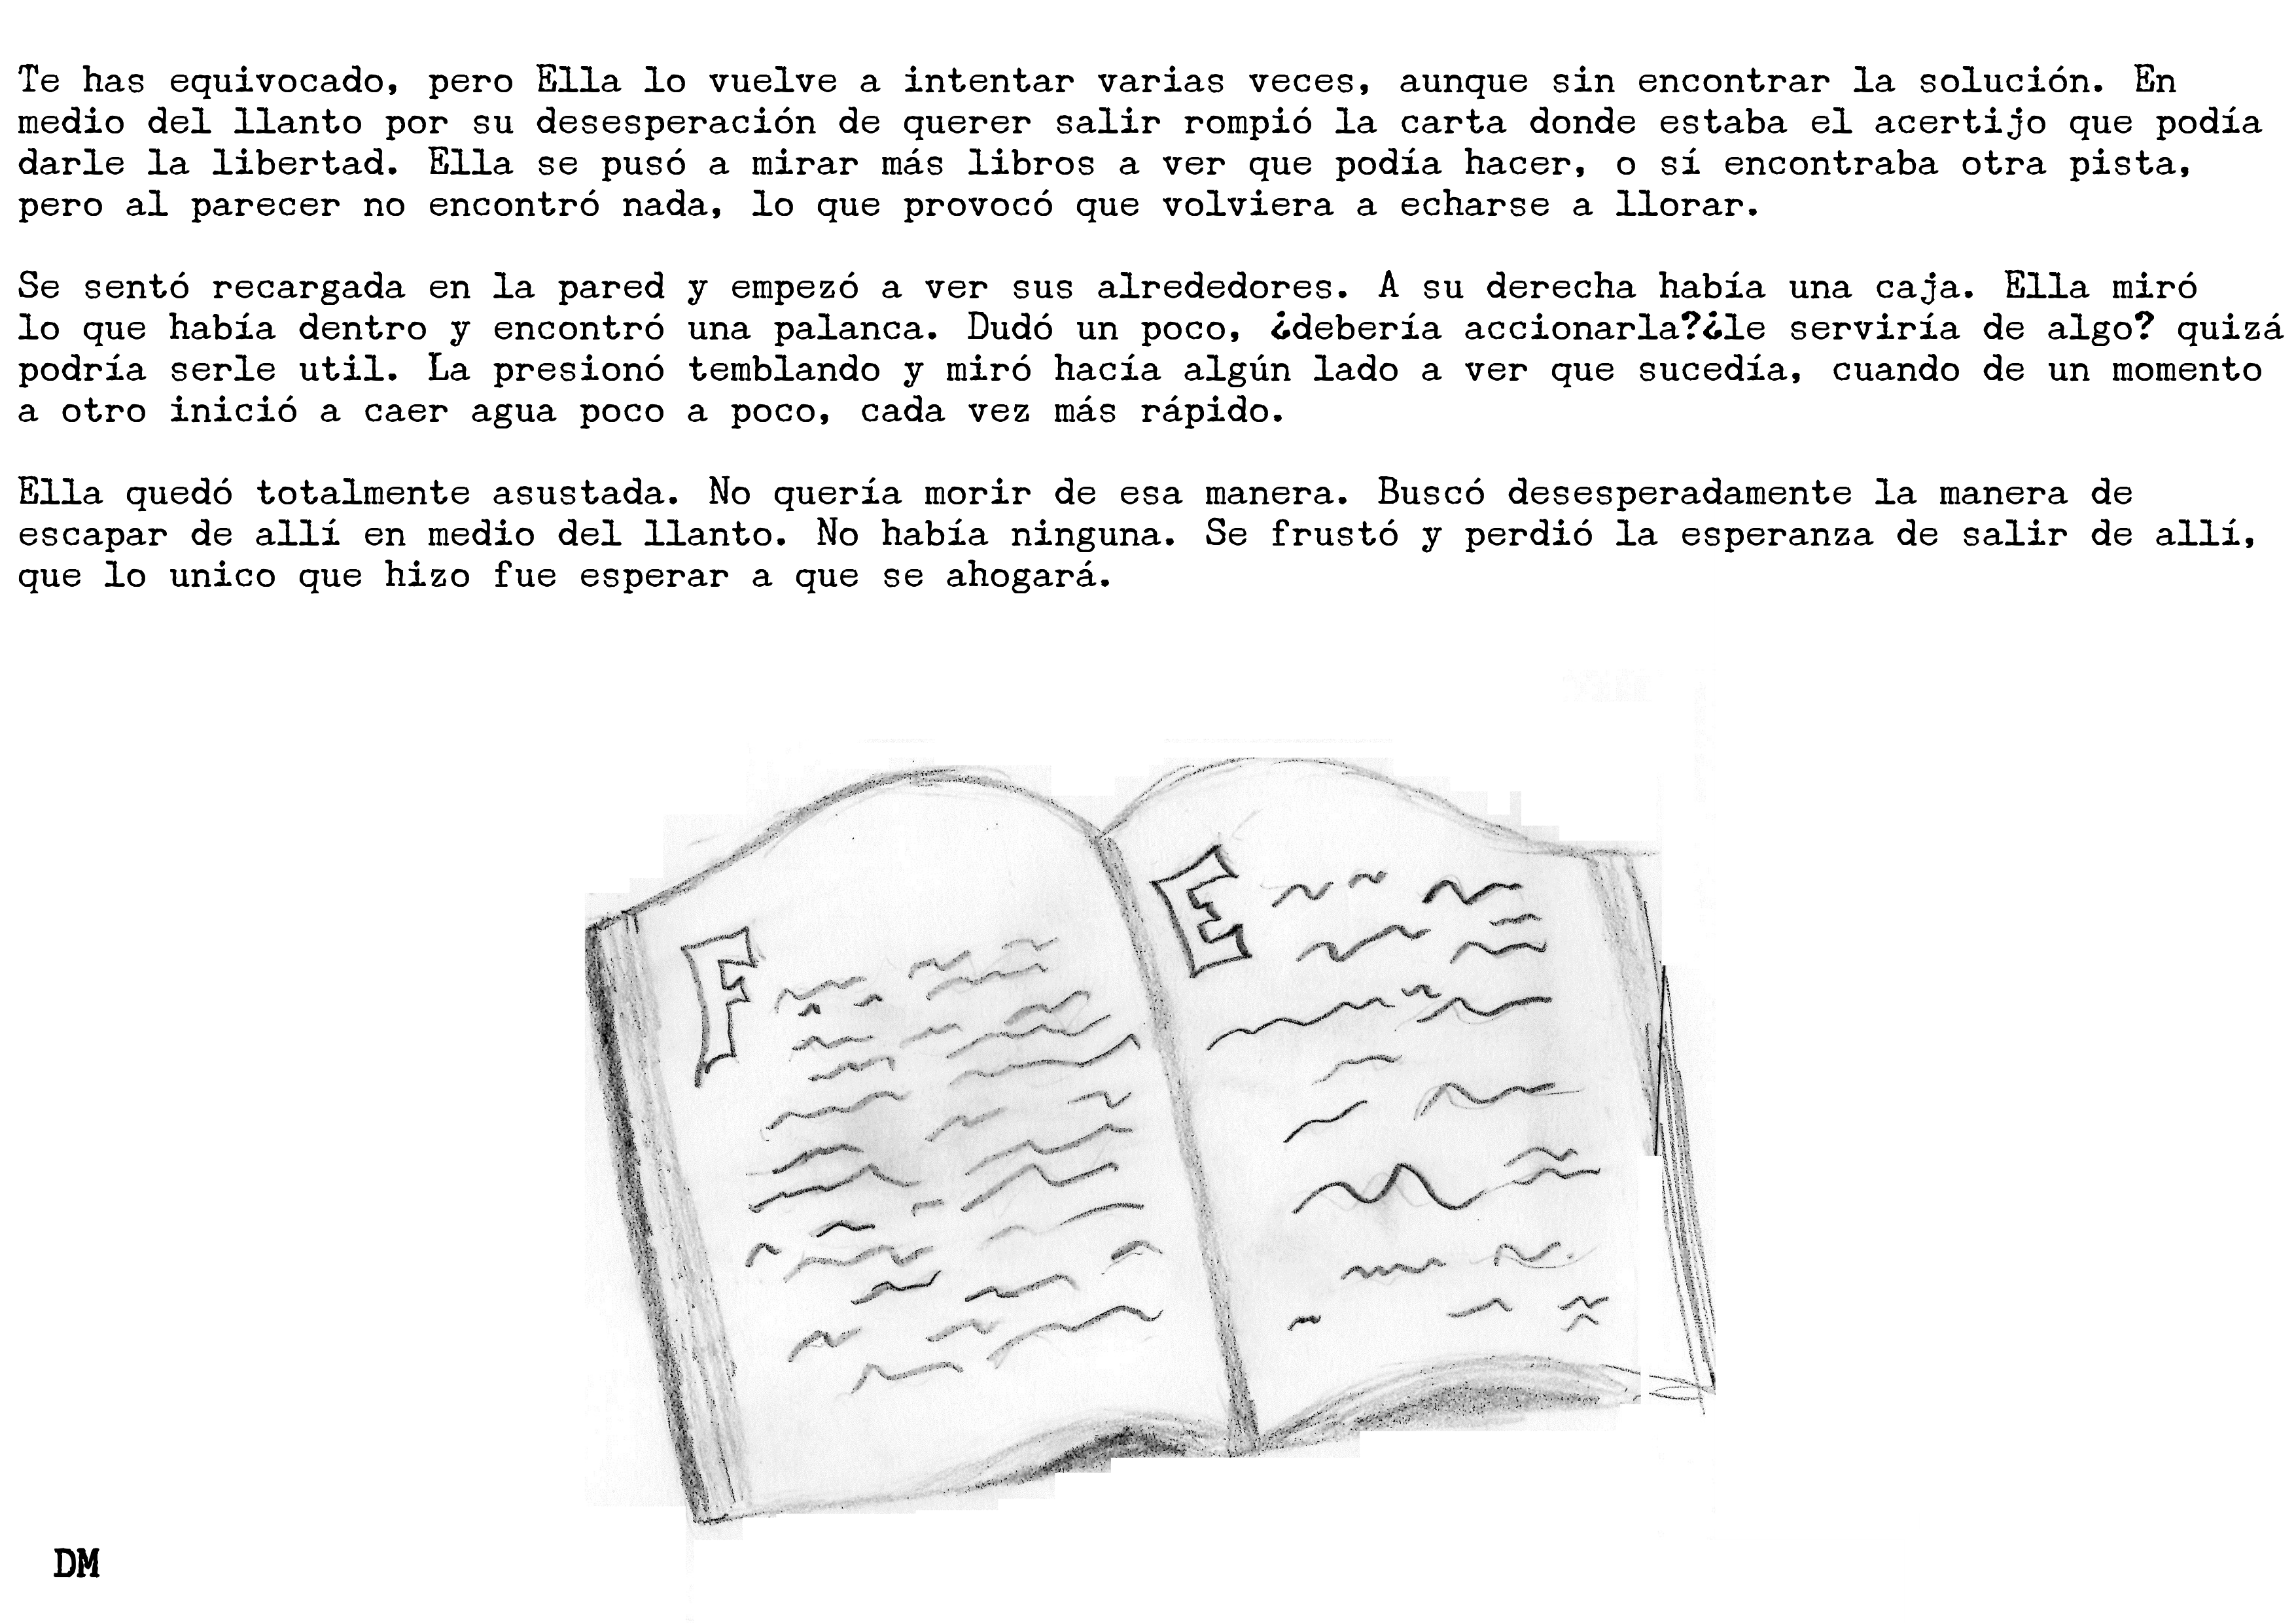 Te has equivocado, pero Ella lo vuelve a intentar varias veces, aunque sin encontrar la solución. En
medio del llanto por su desesperación de querer salir rompió la carta donde estaba el acertijo que podía
darle la libertad. Ella se pusó a mirar más libros a ver que podía hacer, o sí encontraba otra pista,
pero al parecer no encontró nada, lo que provocó que volviera a echarse a llorar.
Se sentó recargada en la pared y empezó a ver sus alrededores. A su derecha había una caja. Ella miró
lo que había dentro y encontró una palanca. Dudó un poco, ¿debería accionarla?¿le serviría de algo? quizá
podría serle util. La presionó temblando y miró hacía algún lado a ver que sucedía, cuando de un momento
a otro inició a caer agua poco a poco, cada vez más rápido.
Ella quedó totalmente asustada. No quería morir de esa manera. Buscó desesperadamente la manera de
escapar de allí en medio del llanto. No había ninguna. Se frustó y perdió la esperanza de salir de allí,
que lo unico que hizo fue esperar a que se ahogará.
F
E
DM